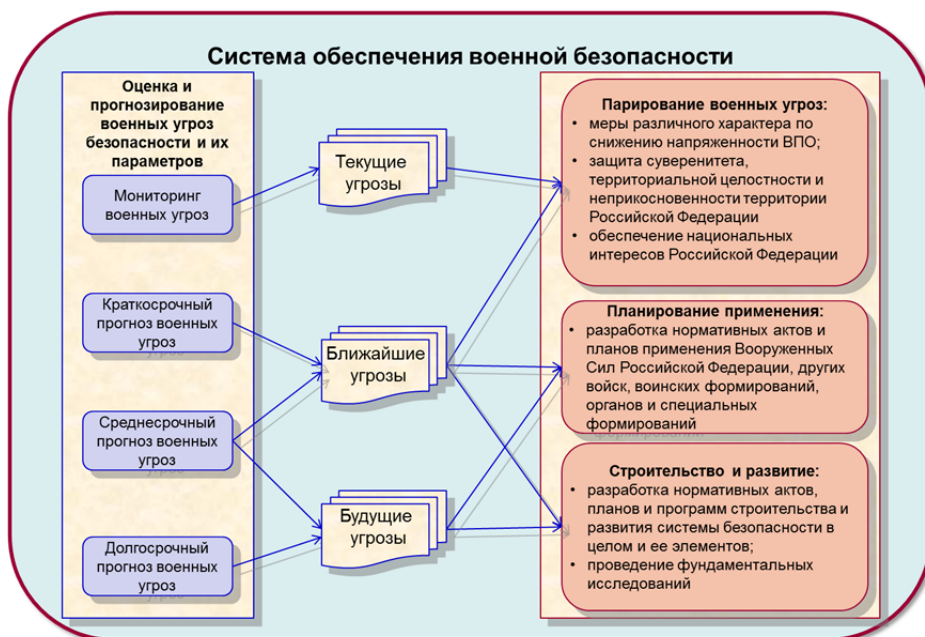 Система обеспечения военной безопасности
Оценка и
прогнозирование
военных угроз
безопасности и их
параметров
Мониторинг
военных угроз
Краткосрочный
прогноз военных
угроз
Среднесрочный
прогноз военных
угроз
Долгосрочный
прогноз военных
угроз
Текущие
угрозы
Ближайшие
угрозы
Будущие
угрозы
Парирование военных угроз:
• меры различного характера по
снижению напряженности ВПО;
• защита суверенитета,
территориальной целостности и
неприкосновенности территории
Российской Федерации
• обеспечение национальных
интересов Российской Федерации
Планирование применения:
• разработка нормативных актов и
планов применения Вооруженных
Сил Российской Федерации, других
войск, воинских формирований,
органов и специальных
формирований
Строительство и развитие:
• разработка нормативных актов,
планов и программ строительства и
развития системы безопасности в
целом и ее элементов;
• проведение фундаментальных
исследований